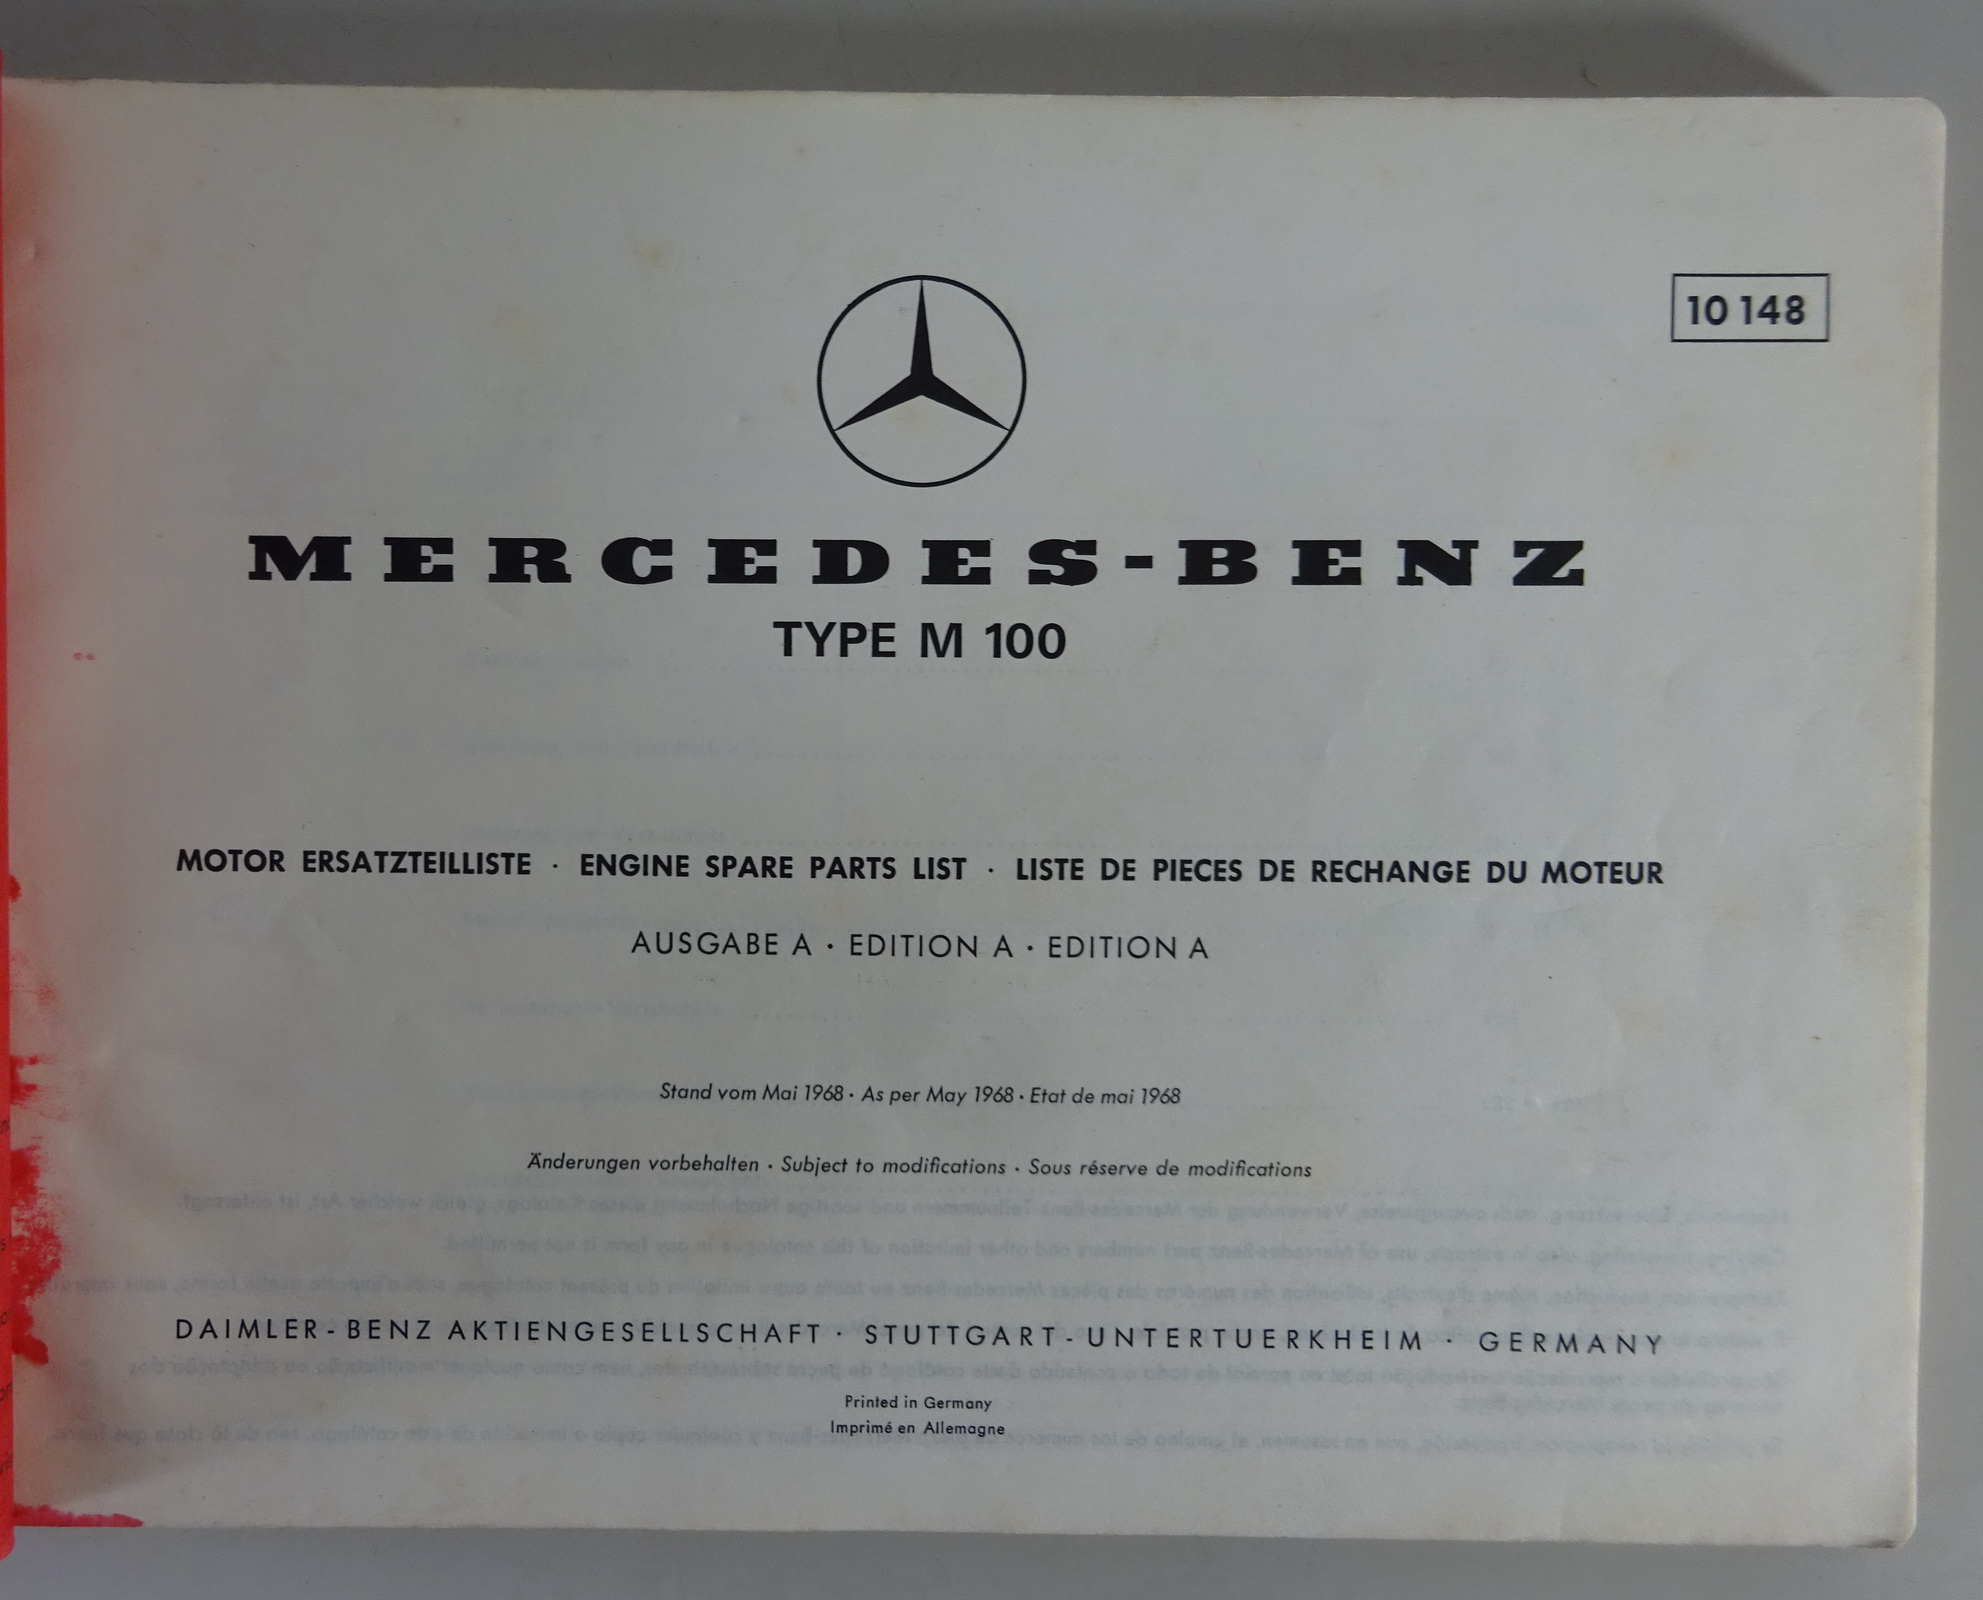 10 148
MERCEDES-BENZ
TYPE M 100
MOTOR ERSATZTEILLISTE · ENGINE SPARE PARTS LIST · LISTE DE PIECES DE RECHANGE DU MOTEUR
AUSGABE A · EDITION A · EDITION A
Stand vom Mai 1968 · As per May 1968 · Etat de mai 1968
Änderungen vorbehalten · Subject to modifications · Sous réserve de modifications
DAIMLER-BENZ AKTIENGESELLSCHAFT · STUTTGART-UNTERTUERKHEIM · GERMANY
Printed in Germany
Imprimé en Allemagne